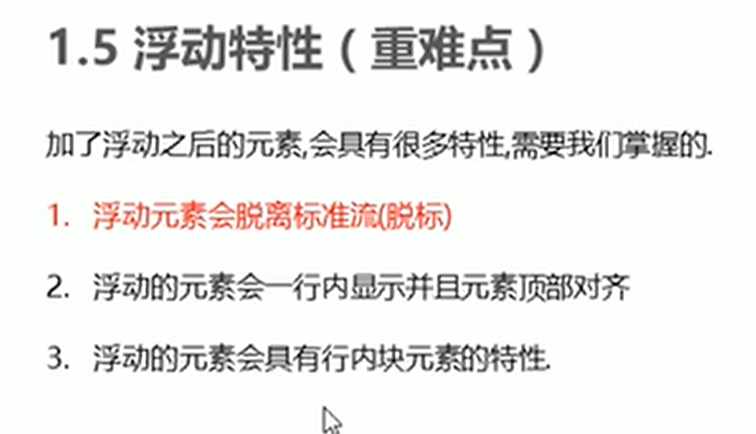 1.5 浮动特性（重难点）
加了浮动之后的元素,会具有很多特性,需要我们掌握的.
1. 浮动元素会脱离标准流(脱标)
2. 浮动的元素会一行内显示并且元素顶部对齐
3. 浮动的元素会具有行内块元素的特性.